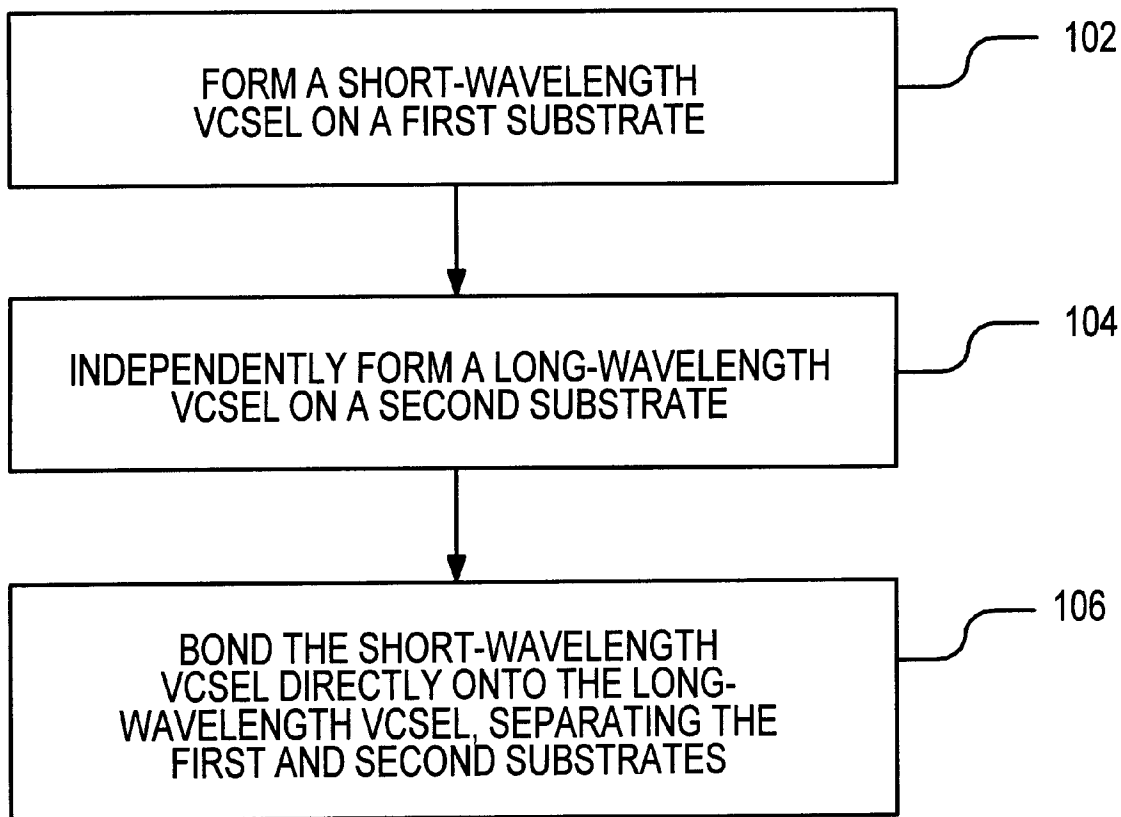 FORM A SHORT-WAVELENGTH
VCSEL ON A FIRST SUBSTRATE
102
INDEPENDENTLY FORM A LONG-WAVELENGTH
VCSEL ON A SECOND SUBSTRATE
104
BOND THE SHORT-WAVELENGTH
VCSEL DIRECTLY ONTO THE LONG-
WAVELENGTH VCSEL, SEPARATING THE
FIRST AND SECOND SUBSTRATES
106